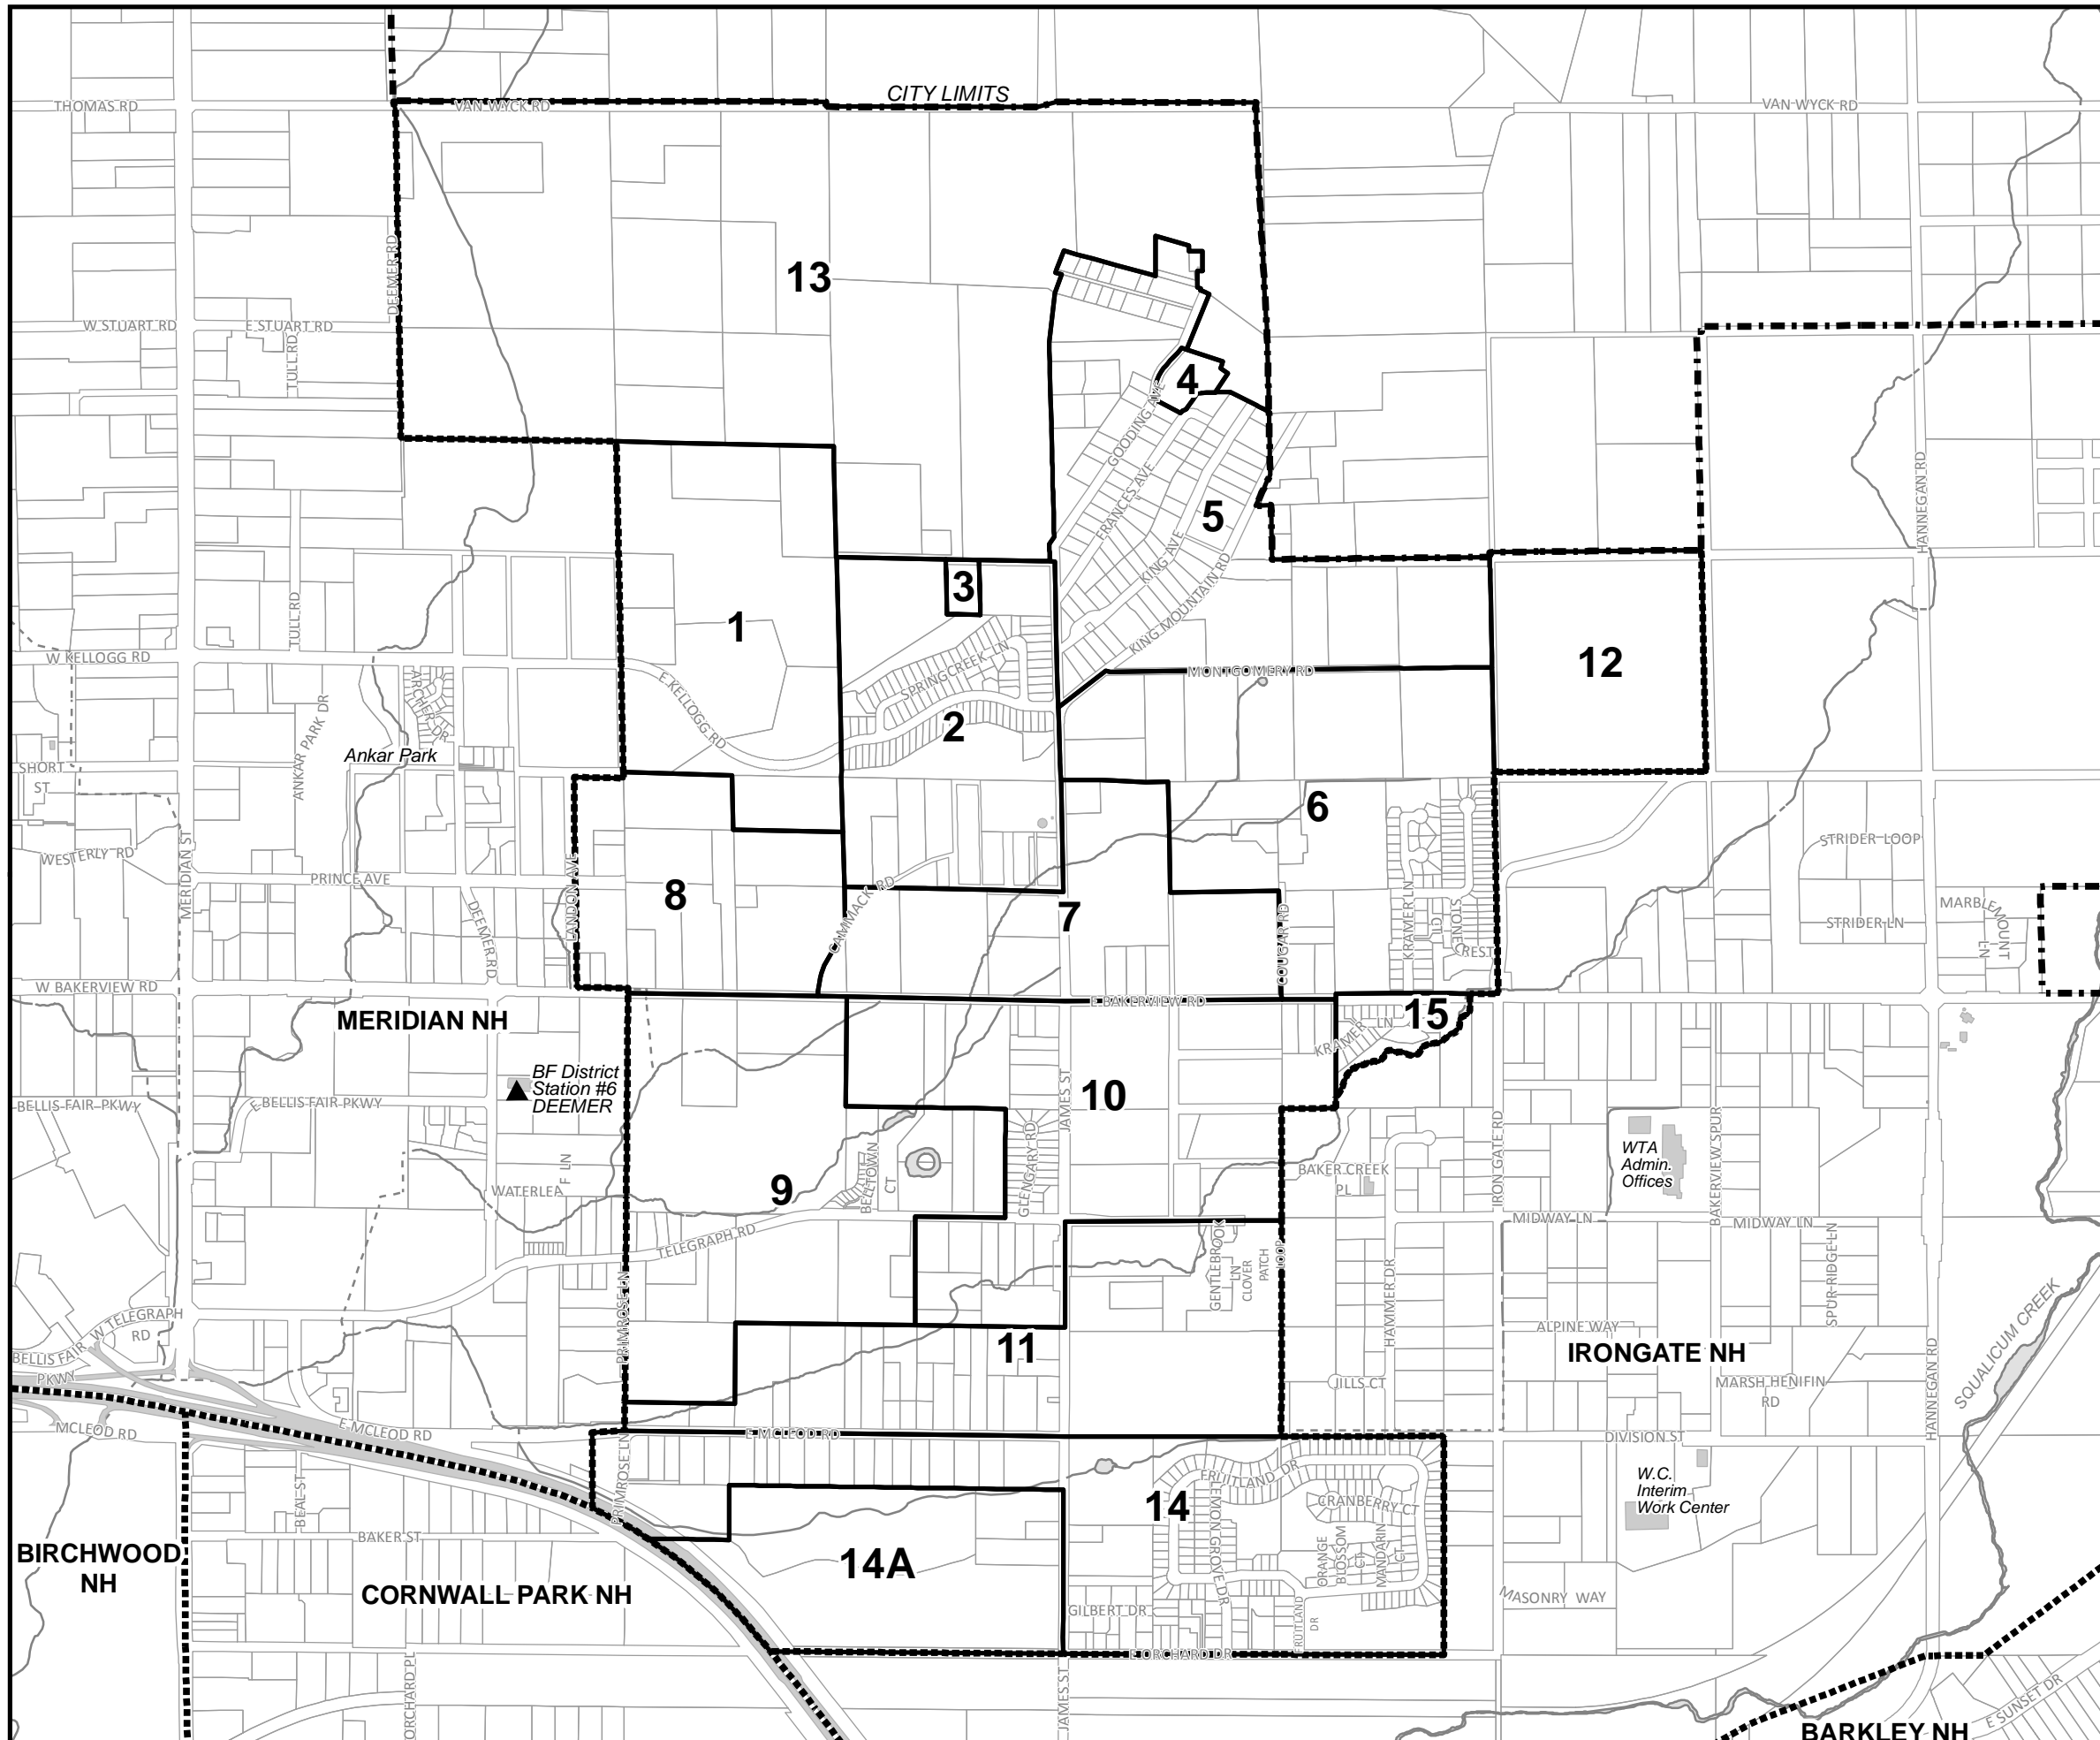 CITY LIMITS
THOMAS RD
VAN WYCK RD
VAN WYCK RD
DEEMER RD
13
W STUART RD
E STUART RD
TULL RD
4
GOODING AVE
FRANCES AVE
5
KING AVE
HANNEGAN RD
3
TULL RD
1
KING MOUNTAIN RD
W KELLOGG RD
SPRINGCREEK LN
MONTGOMERY RD
12
ARCHER DR
E KELLOGG RD
2
ANKAR PARK DR
Ankar Park
SHORT
ST
6
STRIDER LOOP
WESTERLY RD
MERIDIAN ST
PRINCE AVE
LANDON AVE
8
CAMMACK RD
7
DEEMER RD
COUGAR RD
KRAMER LN
STONECREST
CT
STRIDER LN
MARBLEMOUNT
LN
W BAKERVIEW RD
E BAKERVIEW RD
MERIDIAN NH
15
KRAMER LN
BF District
Station #6
DEEMER
BELLIS FAIR PKWY
E BELLIS FAIR PKWY
JAMES ST
10
IRON GATE RD
BAKERVIEW SPUR
WTA
Admin.
Offices
GLENGARY RD
BELLTOWN
CT
BAKER CREEK
PL
F LN
WATERLEA
9
MIDWAY LN
MIDWAY LN
TELEGRAPH RD
GENTLEBROOK
LN
CLOVER
PATCH
LOOP
SPUR RIDGE LN
HAMMER DR
SQUALICUM CREEK
W TELEGRAPH
RD
PRIMROSE LN
ALPINE WAY
11
IRONGATE NH
BELLIS FAIR
PKWY
JILLS CT
MARSH HENIFIN
RD
HANNEGAN RD
MCLEOD RD
E MCLEOD RD
E MCLEOD RD
DIVISION ST
PRIMROSE LN
BEAL ST
FRUITLAND DR
W.C.
Interim
Work Center
14
LEMON GROVE DR
CRANBERRY CT
BAKER ST
ORANGE
BLOSSOM
CT
MANDARIN
CT
BIRCHWOOD
NH
14A
CORNWALL PARK NH
MASONRY WAY
GILBERT DR
FRUITLAND
DR
E ORCHARD DR
ORCHARD PL
JAMES ST
E SUNSET DR
BARKLEY NH